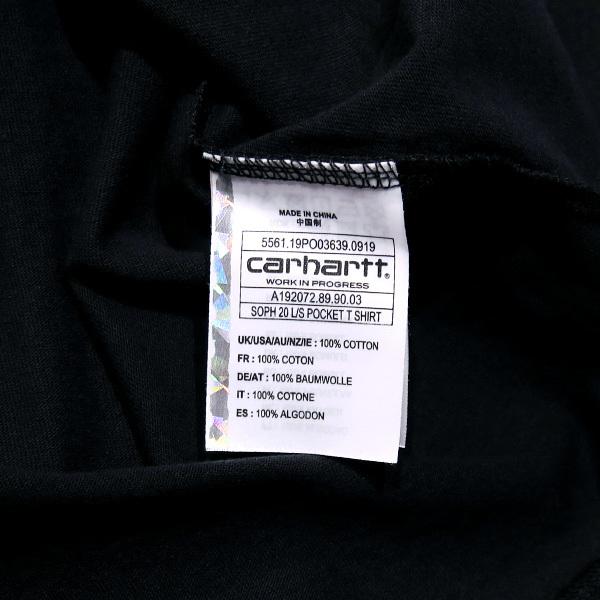 MADE IN CHINA
中国制
5561.19PO03639.0919
carhartt
WORK IN PROGRESS
A192072.89.90.03
SOPH 20 L/S POCKET T SHIRT
UK/USA/AU/NZ/IE : 100% COTTON
FR : 100% COTON
DE/AT : 100% BAUMWOLLE
IT : 100% COTONE
ES : 100% ALGODON